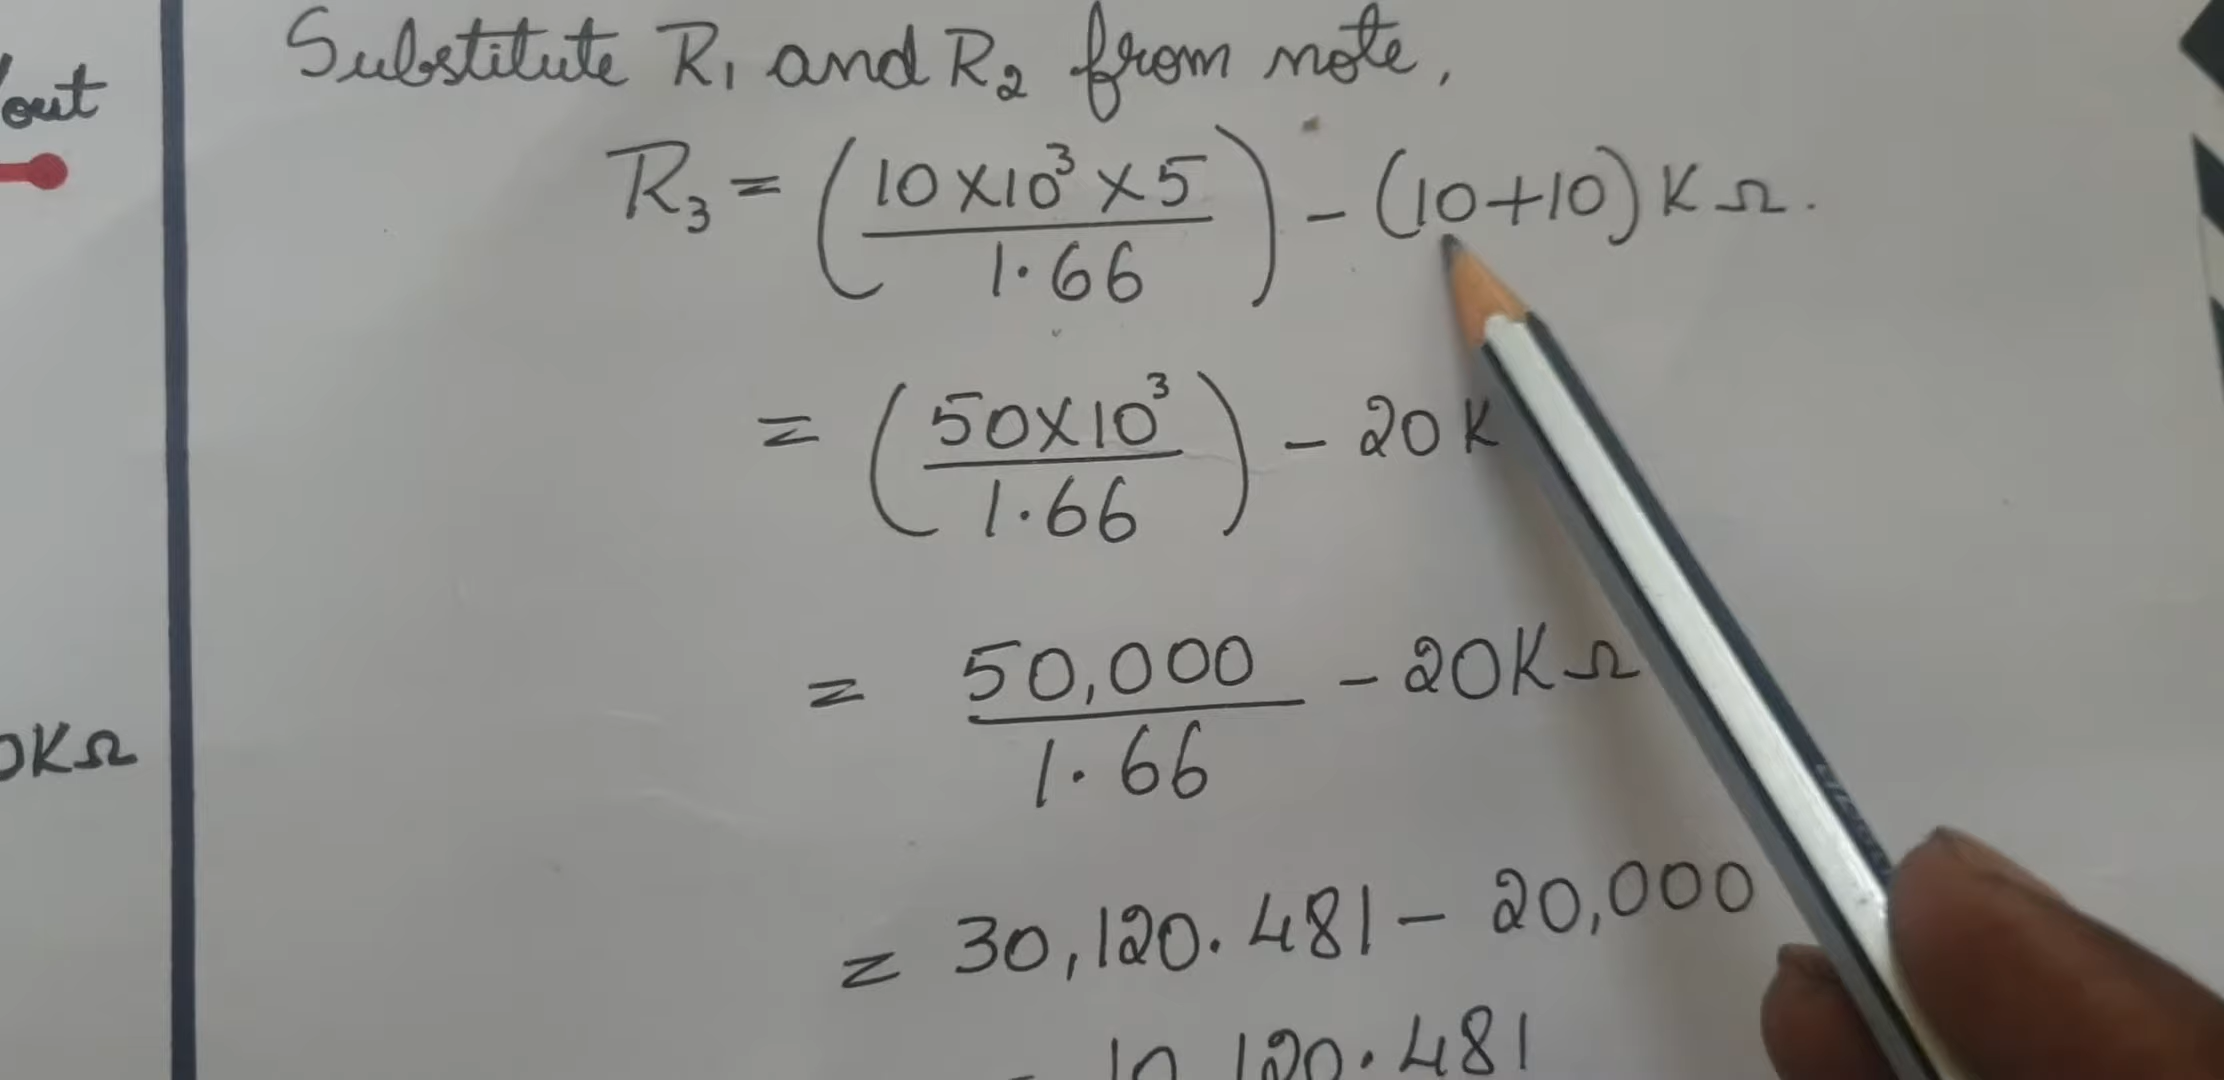 out
Substitute R₁ and R₂ from note,
R₃ = (10×10³×5 / 1.66) - (10+10) KΩ.
= (50×10³ / 1.66) - 20K
= 50,000 / 1.66 - 20KΩ
KΩ
= 30,120.481 - 20,000
= 10,120.481